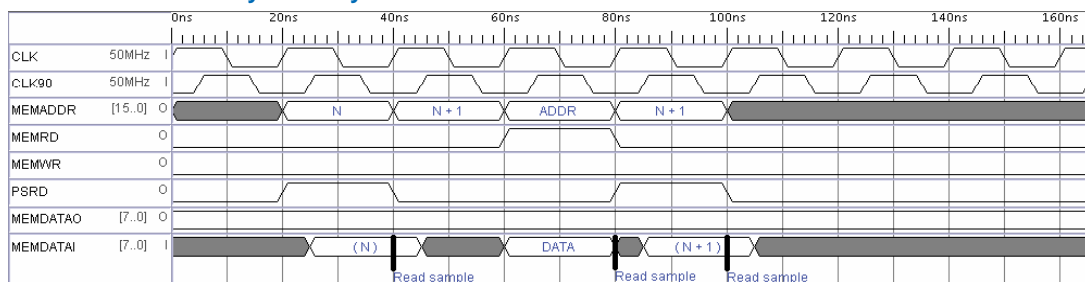 0ns 20ns 40ns 60ns 80ns 100ns 120ns 140ns 160ns
CLK 50MHz I
CLK90 50MHz I
MEMADDR [15..0] O N N + 1 ADDR N + 1
MEMRD O
MEMWR O
PSRD O
MEMDATAO [7..0] O
MEMDATAI [7..0] I (N) DATA (N + 1)
Read sample Read sample Read sample